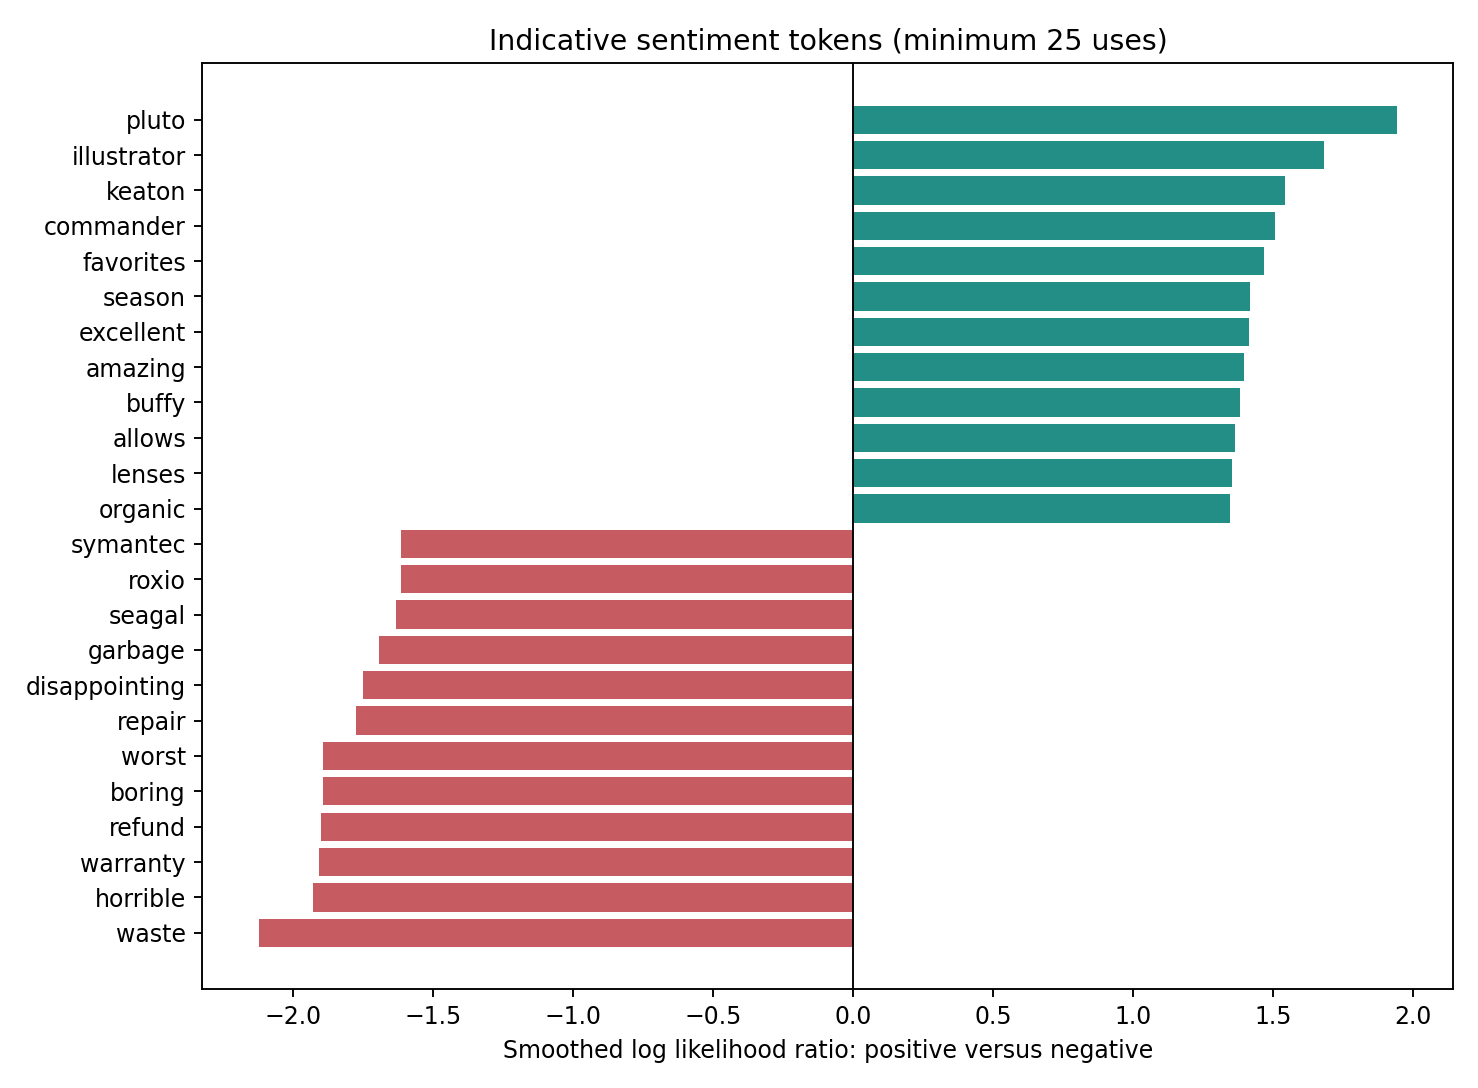 Indicative sentiment tokens (minimum 25 uses)
pluto
illustrator
keaton
commander
favorites
season
excellent
amazing
buffy
allows
lenses
organic
symantec
roxio
seagal
garbage
disappointing
repair
worst
boring
refund
warranty
horrible
waste
−2.0 −1.5 −1.0 −0.5 0.0 0.5 1.0 1.5 2.0
Smoothed log likelihood ratio: positive versus negative